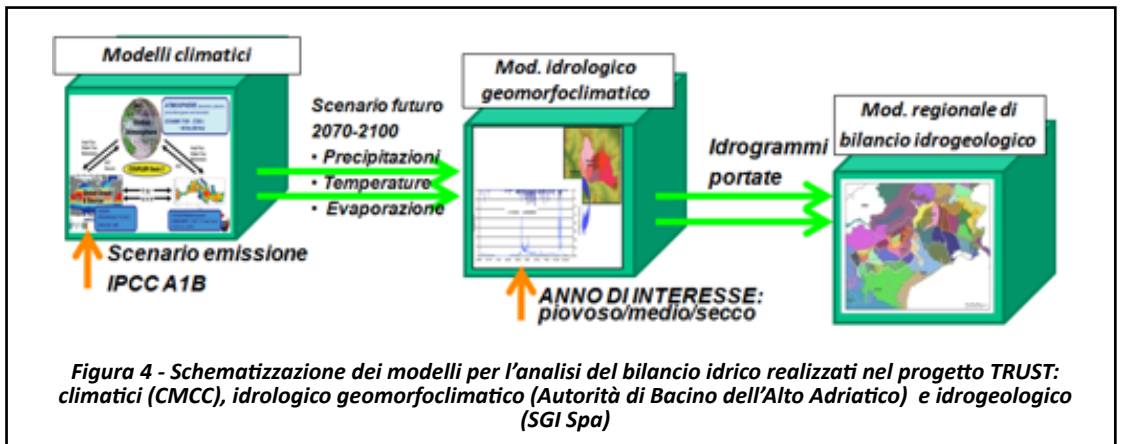 Modelli climatici
Scenario futuro
2070-2100
• Precipitazioni
• Temperature
• Evaporazione
Scenario emissione
IPCC A1B
Mod. idrologico
geomorfoclimatico
ANNO DI INTERESSE:
piovoso/medio/secco
Idrogrammi
portate
Mod. regionale di
bilancio idrogeologico
Figura 4 - Schematizzazione dei modelli per l’analisi del bilancio idrico realizzati nel progetto TRUST:
climatici (CMCC), idrologico geomorfoclimatico (Autorità di Bacino dell’Alto Adriatico) e idrogeologico
(SGI Spa)